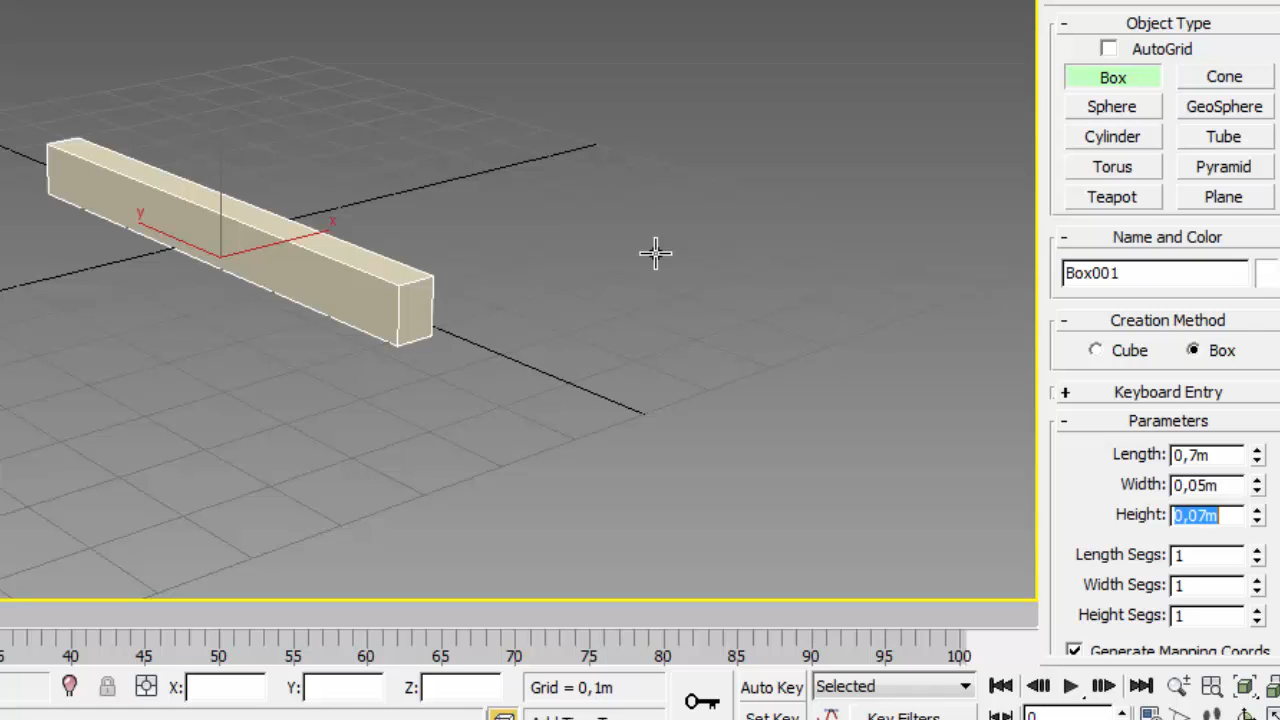 - Object Type
AutoGrid
Box Cone
Sphere GeoSphere
Cylinder Tube
Torus Pyramid
Teapot Plane
- Name and Color
Box001
- Creation Method
Cube Box
+ Keyboard Entry
- Parameters
Length: 0,7m
Width: 0,05m
Height: 0,07m
Length Segs: 1
Width Segs: 1
Height Segs: 1
Generate Mapping Coords
y
x
40 45 50 55 60 65 70 75 80 85 90 95 100
X: Y: Z: Grid = 0,1m Auto Key Selected
Set Key Key Filters... 0